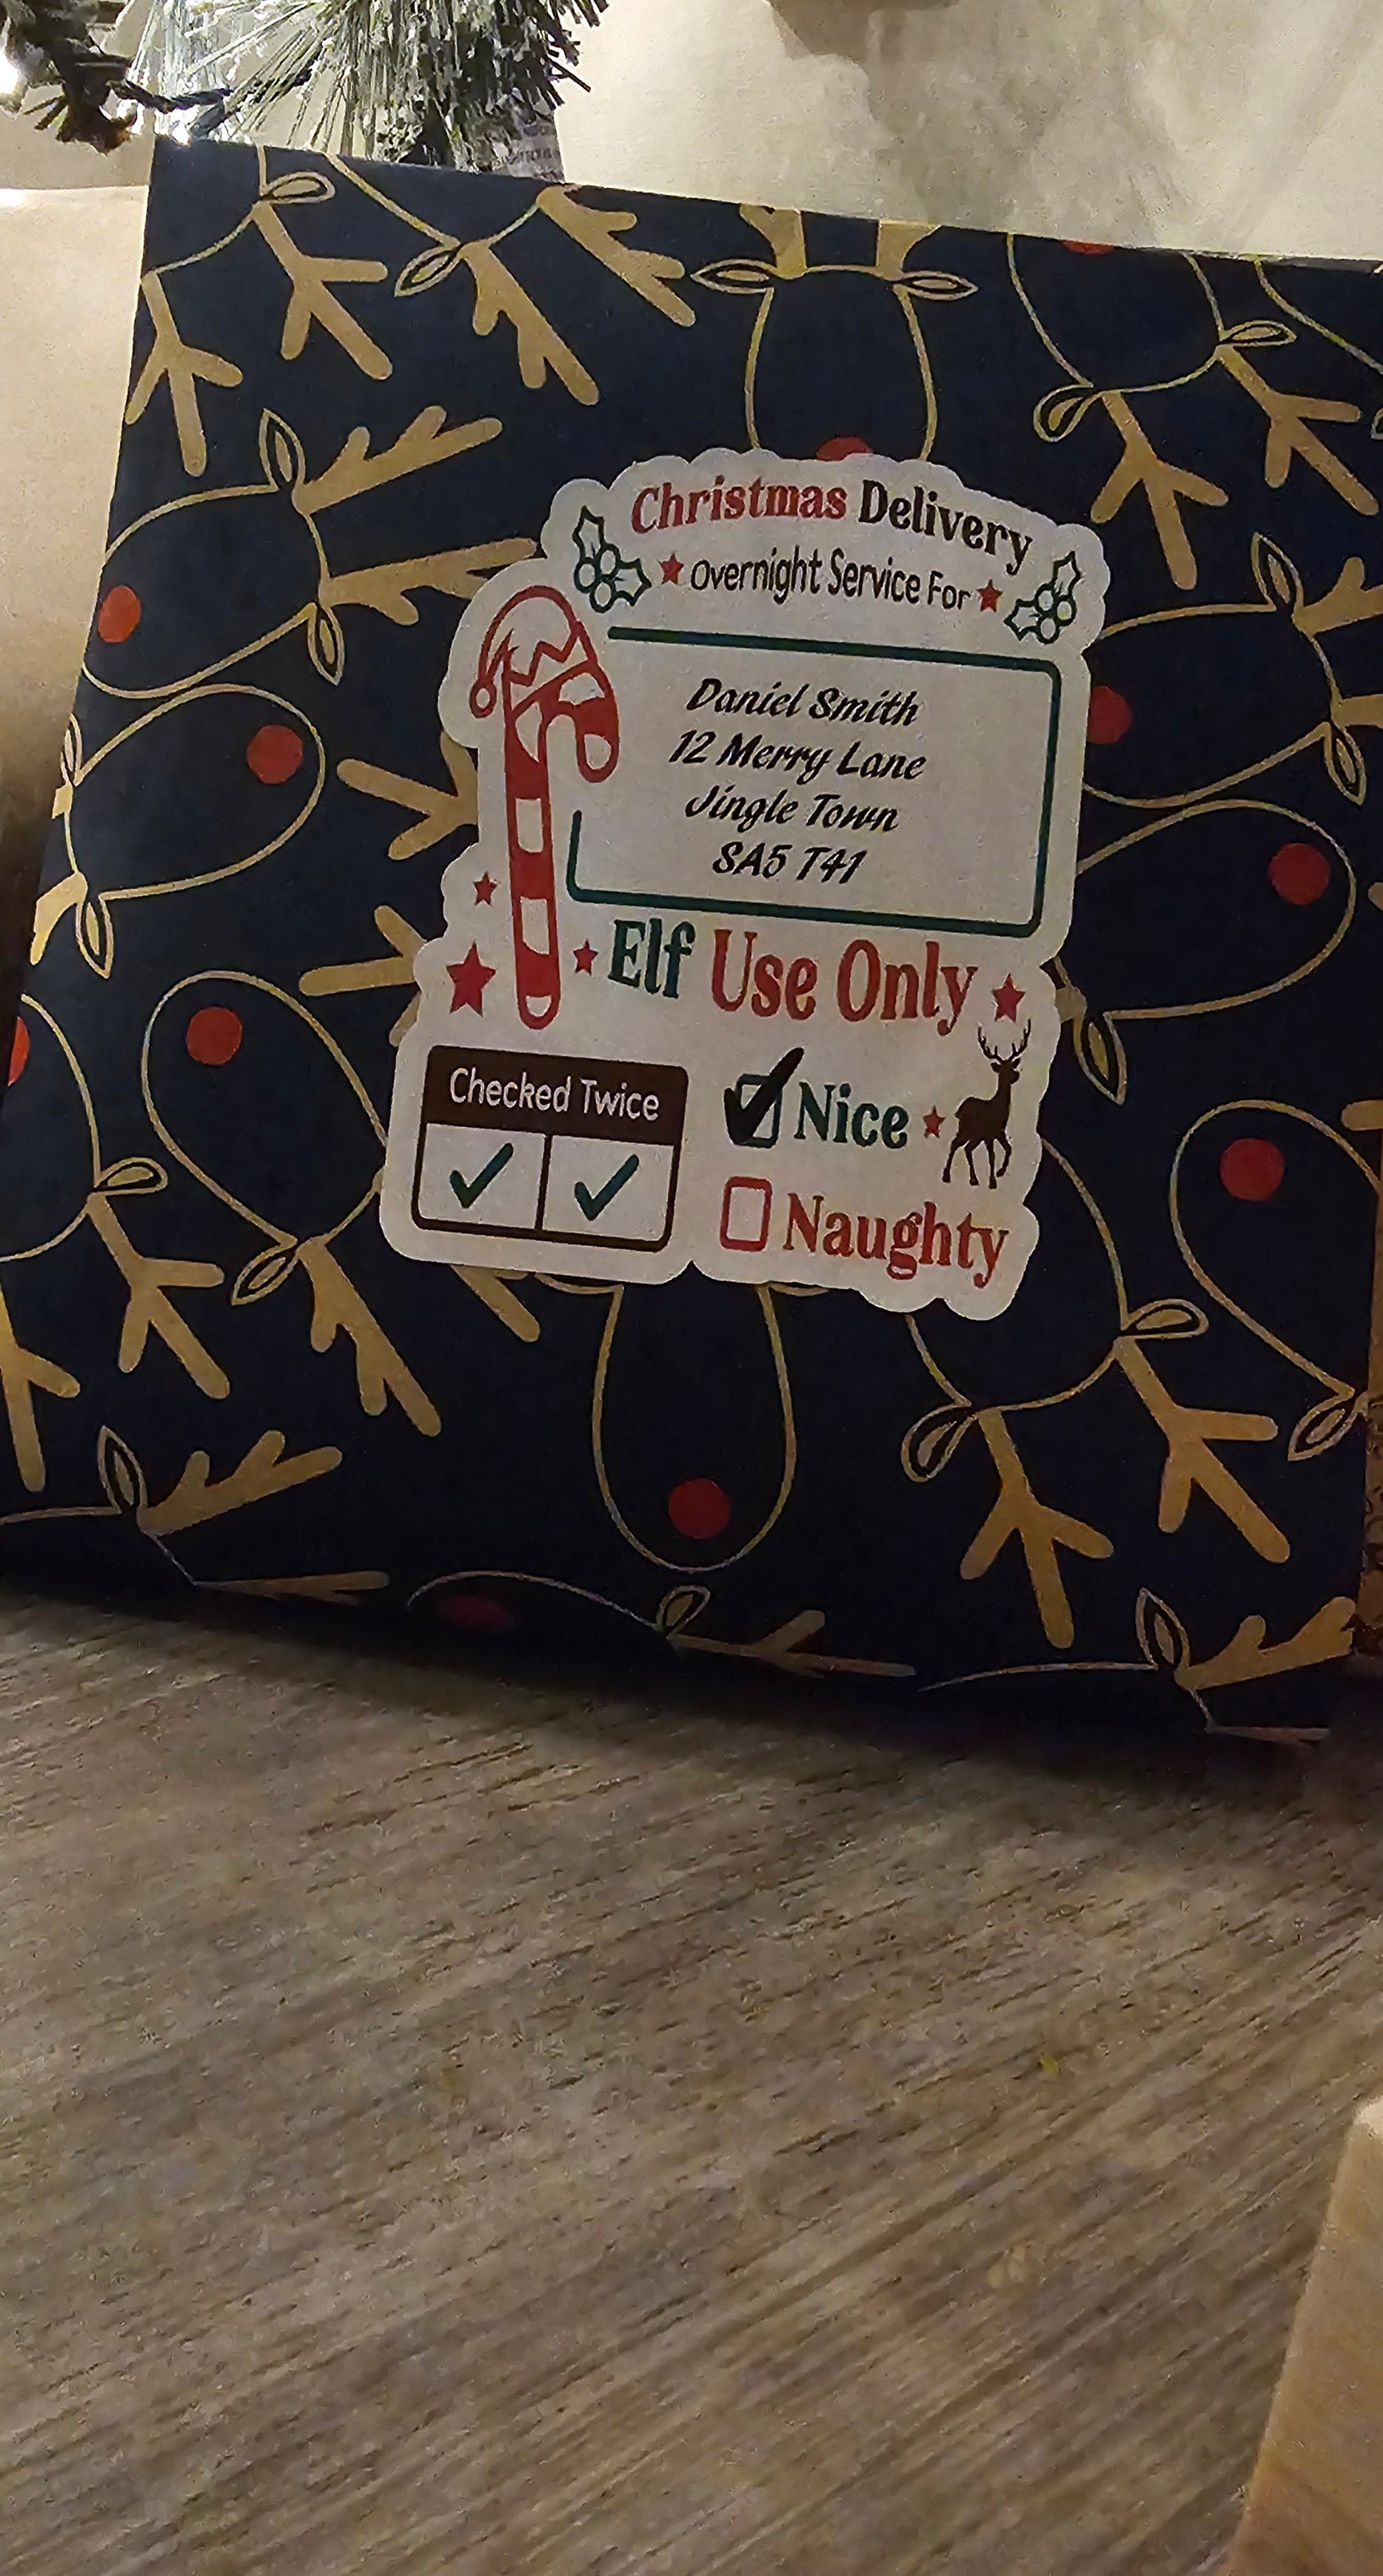 Christmas Delivery
Overnight Service For
Daniel Smith
12 Merry Lane
Jingle Town
SA5 T41
Elf Use Only
Checked Twice
Nice
Naughty